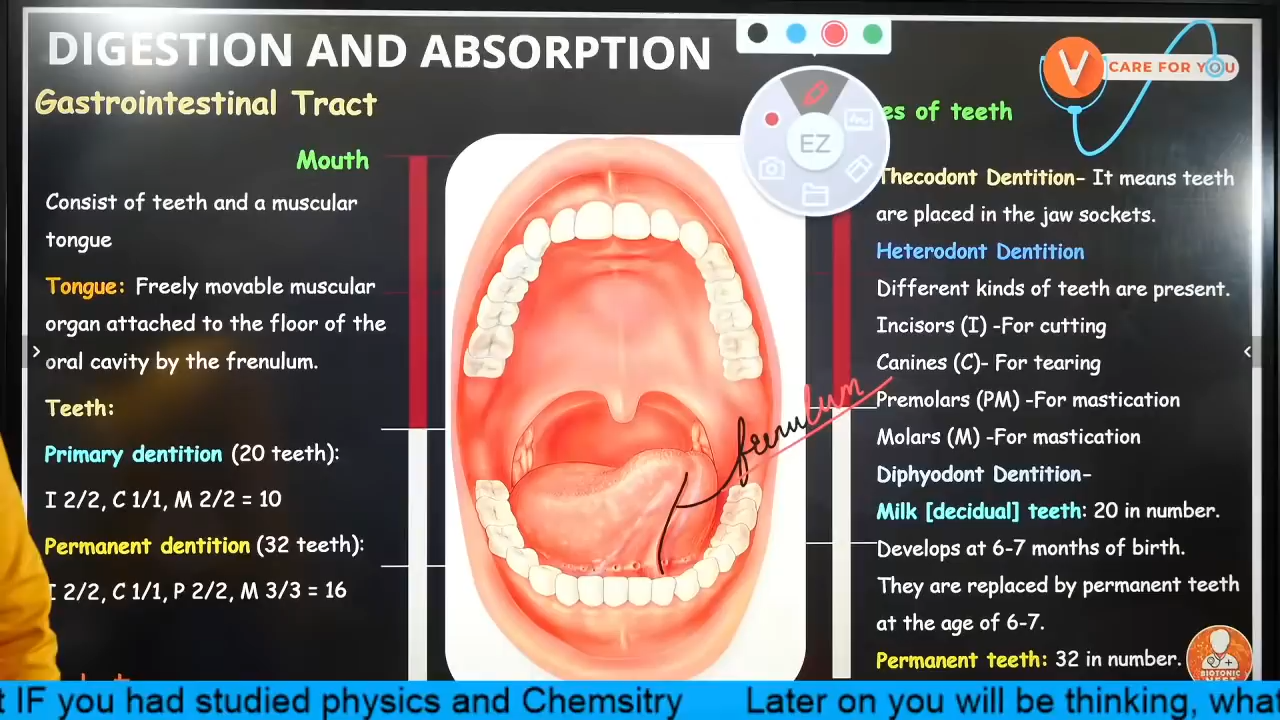 DIGESTION AND ABSORPTION
Gastrointestinal Tract
Mouth
Consist of teeth and a muscular
tongue
Tongue: Freely movable muscular
organ attached to the floor of the
oral cavity by the frenulum.
Teeth:
Primary dentition (20 teeth):
I 2/2, C 1/1, M 2/2 = 10
Permanent dentition (32 teeth):
I 2/2, C 1/1, P 2/2, M 3/3 = 16
EZ
frenulum
CARE FOR YOU
es of teeth
Thecodont Dentition- It means teeth
are placed in the jaw sockets.
Heterodont Dentition
Different kinds of teeth are present.
Incisors (I) -For cutting
Canines (C)- For tearing
Premolars (PM) -For mastication
Molars (M) -For mastication
Diphyodont Dentition-
Milk [decidual] teeth: 20 in number.
Develops at 6-7 months of birth.
They are replaced by permanent teeth
at the age of 6-7.
Permanent teeth: 32 in number.
BIOTONIC
t IF you had studied physics and Chemsitry Later on you will be thinking, what